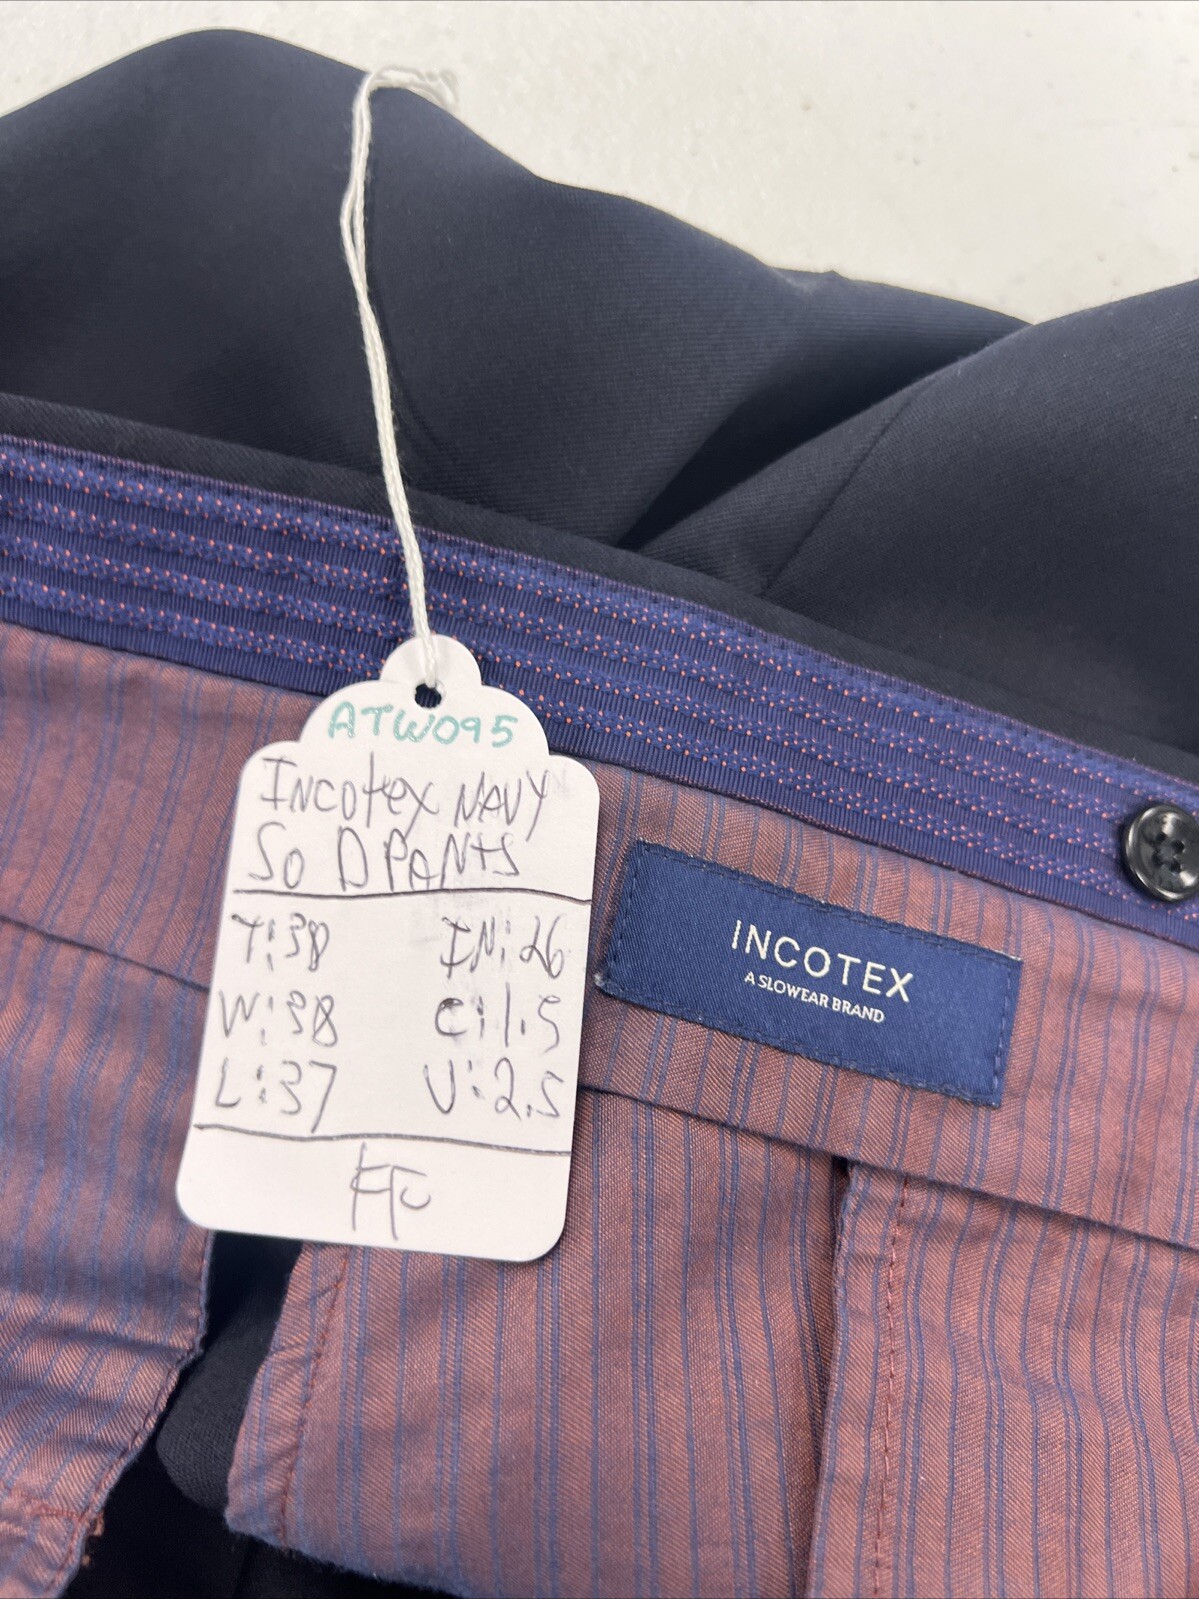 ATW095
INCOTEX NAVY
SO D PANTS
T:38 IN:26
W:38 C:1.5
L:37 U:2.5
INCOTEX
A SLOWEAR BRAND